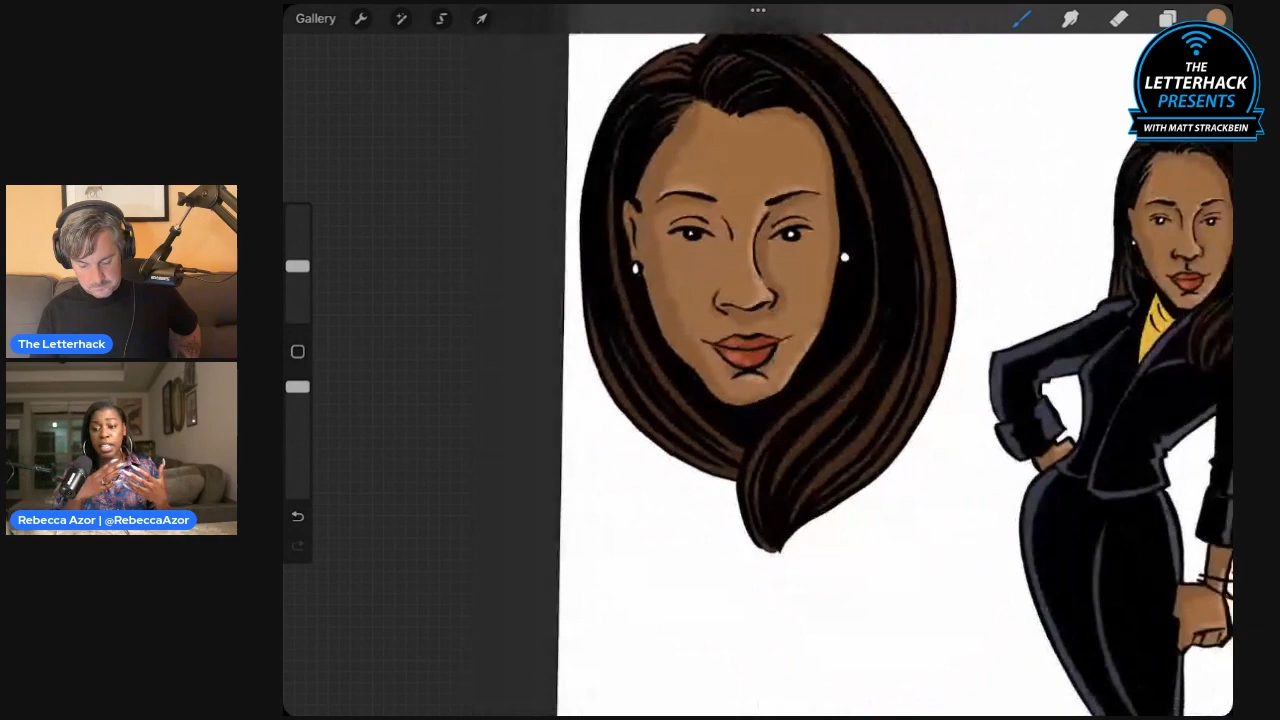 Gallery
THE
LETTERHACK
PRESENTS
WITH MATT STRACKBEIN
The Letterhack
Rebecca Azor | @RebeccaAzor